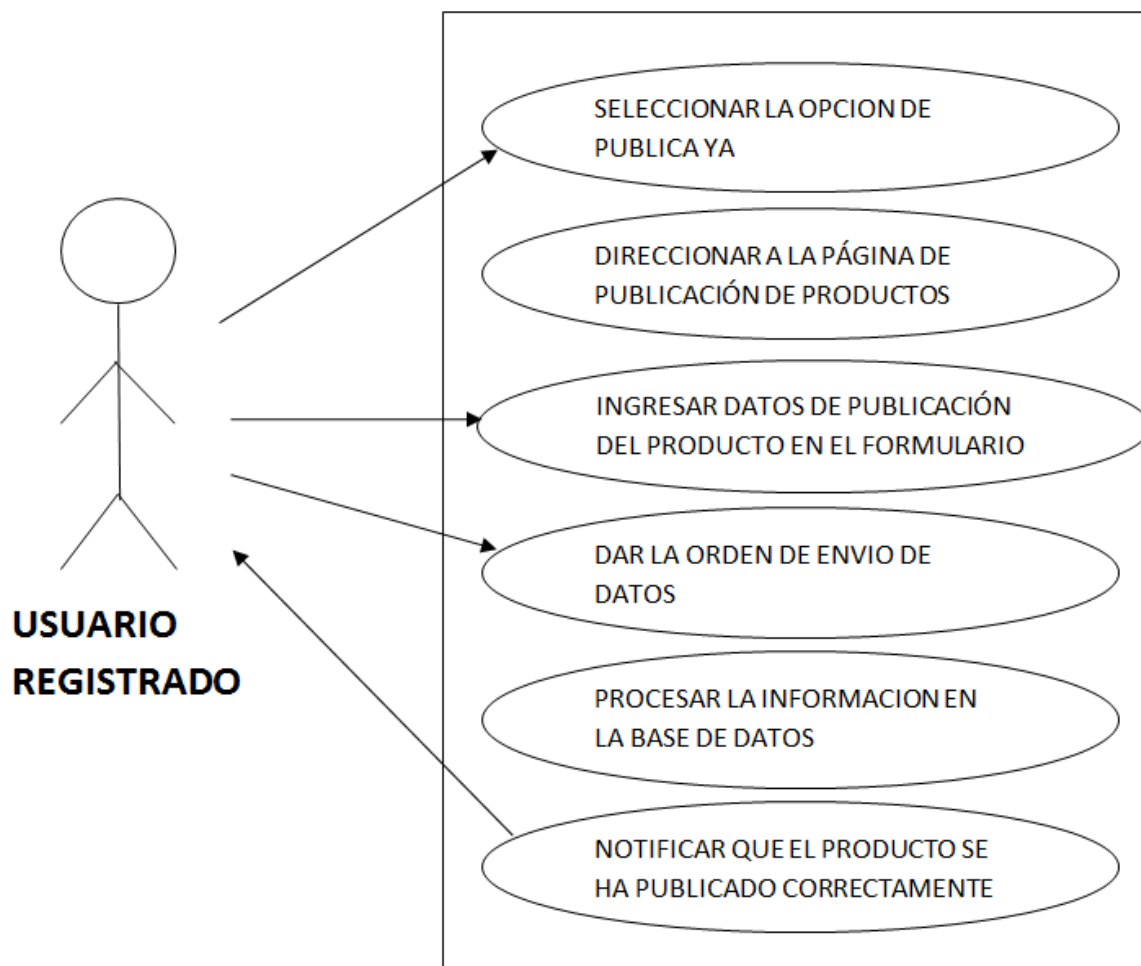 SELECCIONAR LA OPCION DE
PUBLICA YA
DIRECCIONAR A LA PÁGINA DE
PUBLICACIÓN DE PRODUCTOS
INGRESAR DATOS DE PUBLICACIÓN
DEL PRODUCTO EN EL FORMULARIO
DAR LA ORDEN DE ENVIO DE
DATOS
USUARIO
REGISTRADO
PROCESAR LA INFORMACION EN
LA BASE DE DATOS
NOTIFICAR QUE EL PRODUCTO SE
HA PUBLICADO CORRECTAMENTE